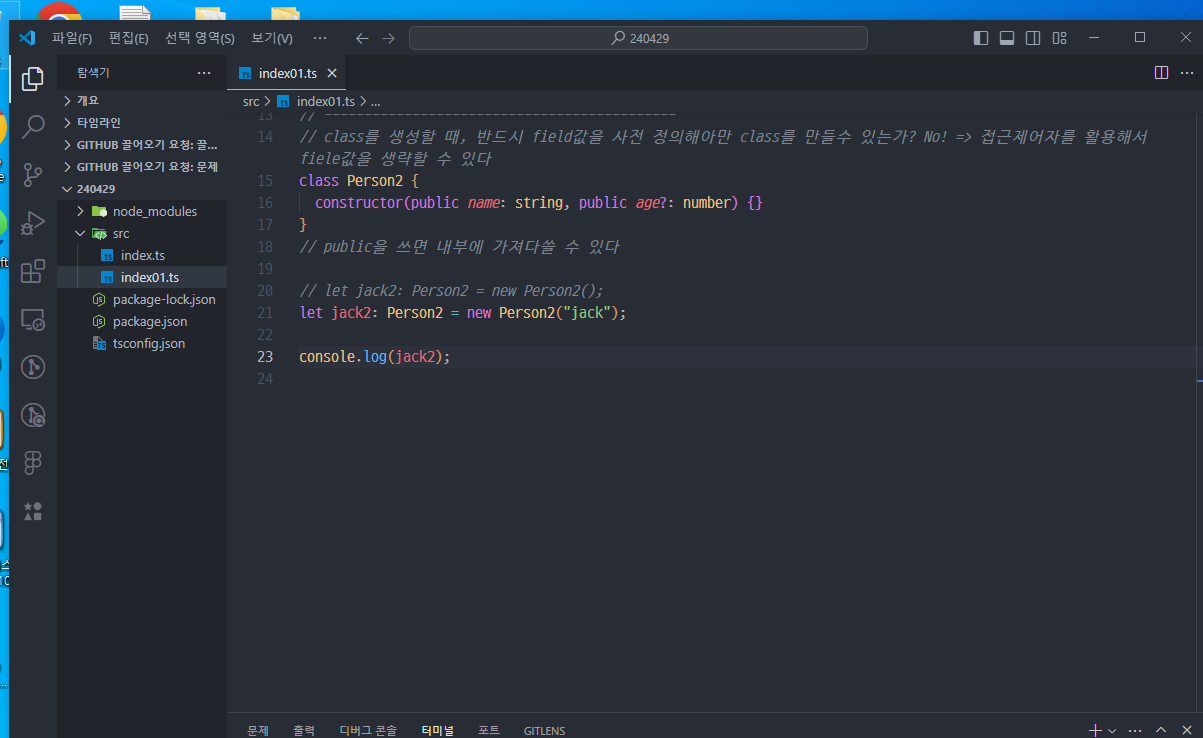 파일(F) 편집(E) 선택 영역(S) 보기(V) ··· 240429
탐색기 ···
TS index01.ts ···
src > TS index01.ts > ...
개요
타임라인
GITHUB 끌어오기 요청: 끌...
GITHUB 끌어오기 요청: 문제
240429
node_modules
src
TS index.ts
TS index01.ts
package-lock.json
package.json
tsconfig.json
13 // --------------------------------------------
14 // class를 생성할 때, 반드시 field값을 사전 정의해아만 class를 만들수 있는가? No! => 접근제어자를 활용해서
fiele값을 생략할 수 있다
15 class Person2 {
16 constructor(public name: string, public age?: number) {}
17 }
18 // public을 쓰면 내부에 가져다쓸 수 있다
19
20 // let jack2: Person2 = new Person2();
21 let jack2: Person2 = new Person2("jack");
22
23 console.log(jack2);
24
문제 출력 디버그 콘솔 터미널 포트 GITLENS